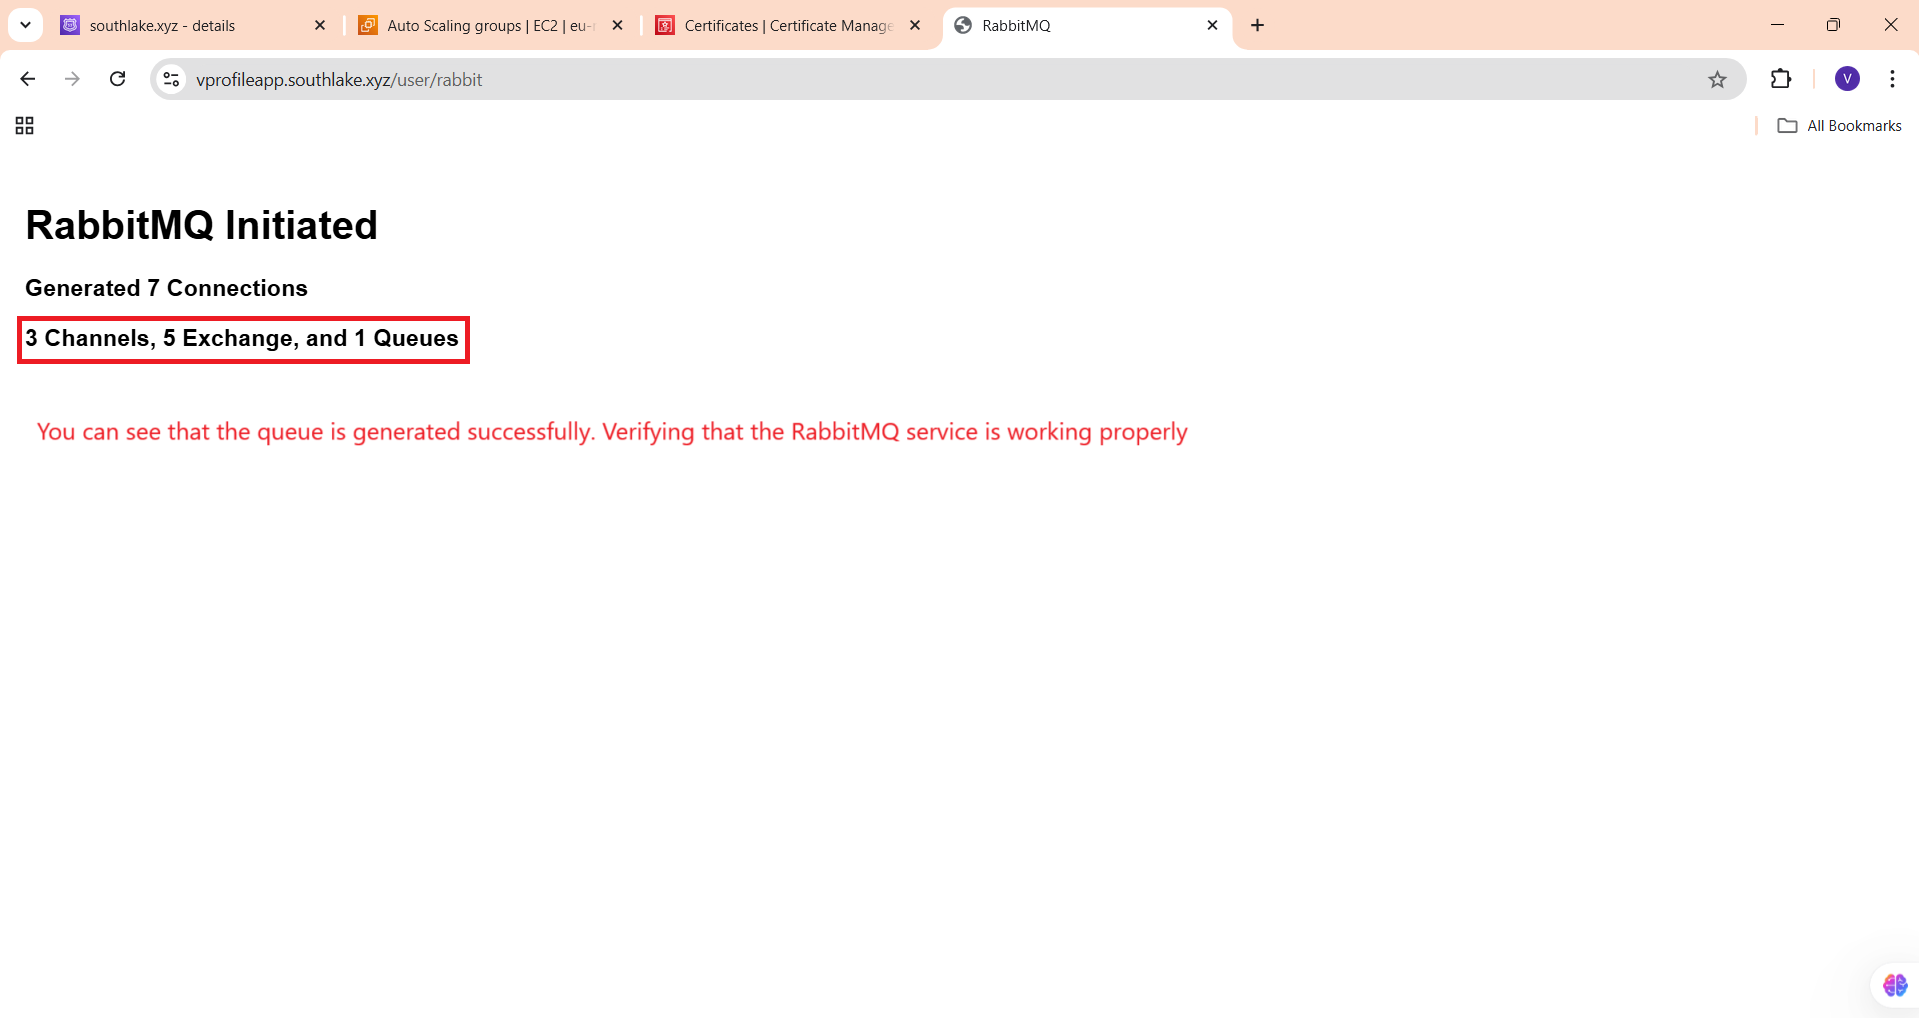 southlake.xyz - details
Auto Scaling groups | EC2 | eu-
Certificates | Certificate Manage
RabbitMQ
vprofileapp.southlake.xyz/user/rabbit
V
All Bookmarks
RabbitMQ Initiated
Generated 7 Connections
3 Channels, 5 Exchange, and 1 Queues
You can see that the queue is generated successfully. Verifying that the RabbitMQ service is working properly